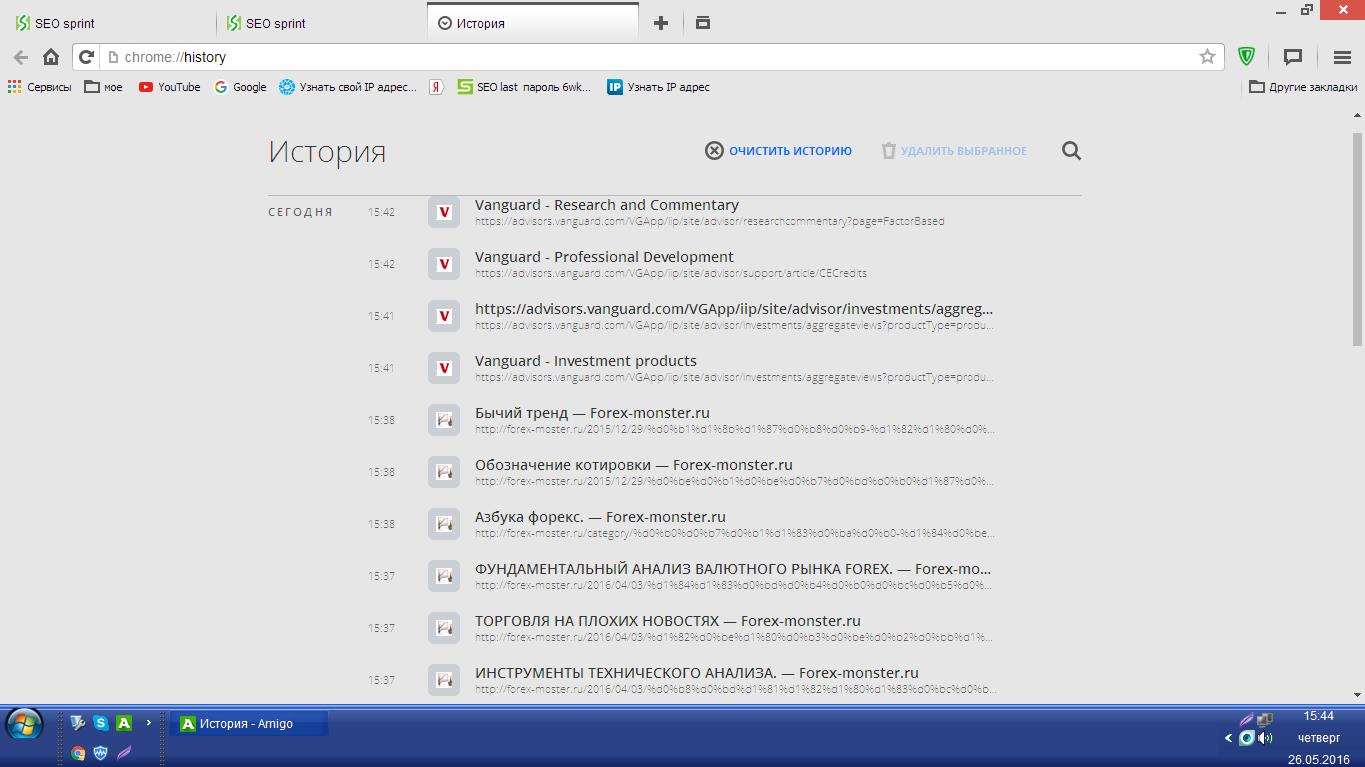 SEO sprint
SEO sprint
История
chrome://history
Сервисы
мое
YouTube
Google
Узнать свой IP адрес...
SEO last пароль 6wk...
IP
Узнать IP адрес
Другие закладки
История
ОЧИСТИТЬ ИСТОРИЮ
УДАЛИТЬ ВЫБРАННОЕ
СЕГОДНЯ
15:42
Vanguard - Research and Commentary
https://advisors.vanguard.com/VGApp/iip/site/advisor/researchcommentary?page=FactorBased
15:42
Vanguard - Professional Development
https://advisors.vanguard.com/VGApp/iip/site/advisor/support/article/CECredits
15:41
https://advisors.vanguard.com/VGApp/iip/site/advisor/investments/aggreg...
https://advisors.vanguard.com/VGApp/iip/site/advisor/investments/aggregateviews?productType=produ...
15:41
Vanguard - Investment products
https://advisors.vanguard.com/VGApp/iip/site/advisor/investments/aggregateviews?productType=produ...
15:38
Бычий тренд — Forex-monster.ru
http://forex-moster.ru/2015/12/29/%d0%b1%d1%8b%d1%87%d0%b8%d0%b9-%d1%82%d1%80%d0%...
15:38
Обозначение котировки — Forex-monster.ru
http://forex-moster.ru/2015/12/29/%d0%be%d0%b1%d0%be%d0%b7%d0%bd%d0%b0%d1%87%d0%...
15:38
Азбука форекс. — Forex-monster.ru
http://forex-moster.ru/category/%d0%b0%d0%b7%d0%b1%d1%83%d0%ba%d0%b0-%d1%84%d0%be...
15:37
ФУНДАМЕНТАЛЬНЫЙ АНАЛИЗ ВАЛЮТНОГО РЫНКА FOREX. — Forex-mo...
http://forex-moster.ru/2016/04/03/%d1%84%d1%83%d0%bd%d0%b4%d0%b0%d0%bc%d0%b5%d0%...
15:37
ТОРГОВЛЯ НА ПЛОХИХ НОВОСТЯХ — Forex-monster.ru
http://forex-moster.ru/2016/04/03/%d1%82%d0%be%d1%80%d0%b3%d0%be%d0%b2%d0%bb%d1%...
15:37
ИНСТРУМЕНТЫ ТЕХНИЧЕСКОГО АНАЛИЗА. — Forex-monster.ru
http://forex-moster.ru/2016/04/03/%d0%b8%d0%bd%d1%81%d1%82%d1%80%d1%83%d0%bc%d0%b...
История - Amigo
15:44
четверг
26.05.2016